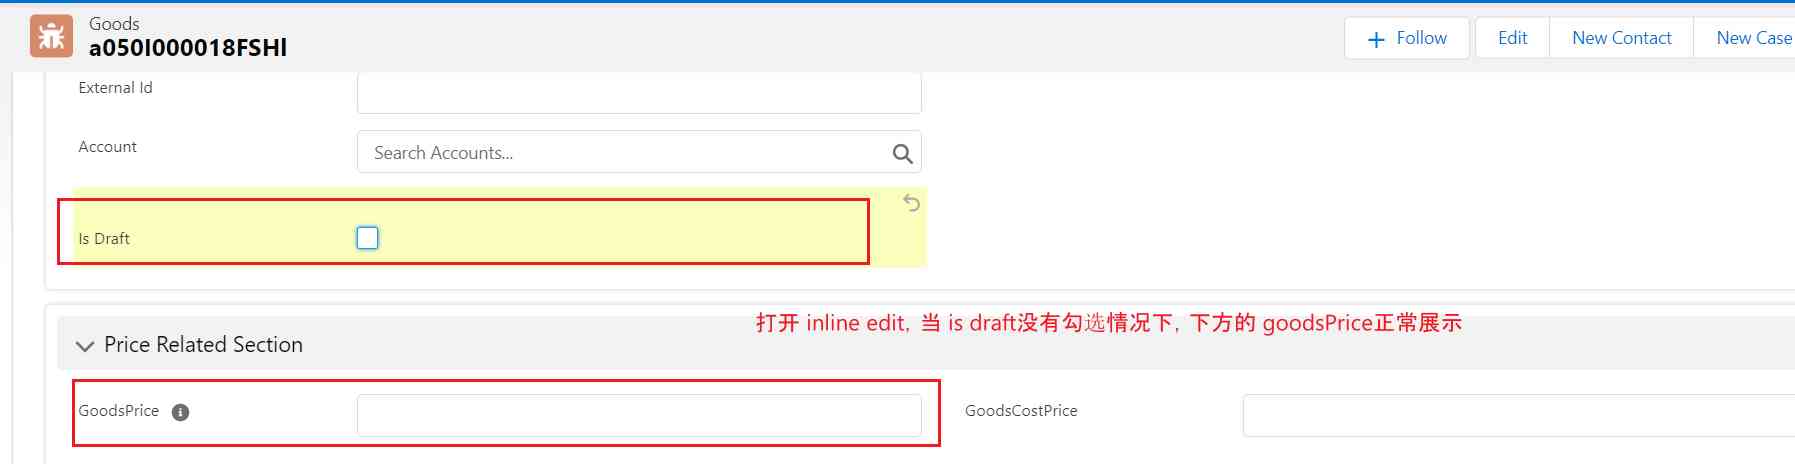 Goods
a050I000018FSHl
Follow
Edit
New Contact
New Case
External Id
Account
Search Accounts...
Is Draft
打开 inline edit, 当 is draft没有勾选情况下, 下方的 goodsPrice正常展示
Price Related Section
GoodsPrice
GoodsCostPrice